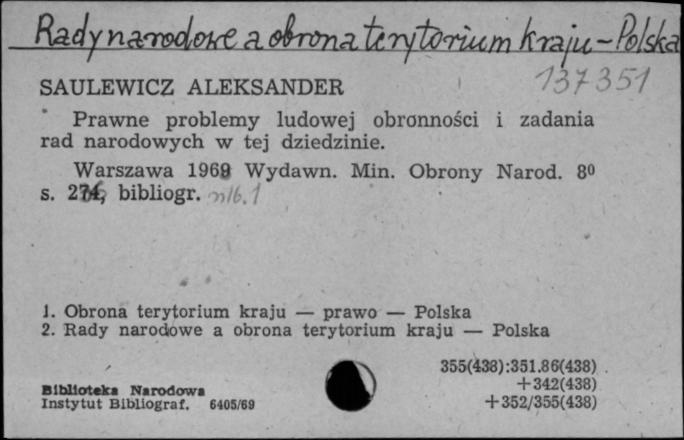 Rady narodowe a obrona terytorium kraju – Polska
137351
SAULEWICZ ALEKSANDER
Prawne problemy ludowej obronności i zadania
rad narodowych w tej dziedzinie.
Warszawa 1969 Wydawn. Min. Obrony Narod. 8⁰
s. bibliogr. nlb. 1
1. Obrona terytorium kraju — prawo — Polska
2. Rady narodowe a obrona terytorium kraju — Polska
355(438):351.86(438)
+342(438)
+352/355(438)
Biblioteka Narodowa
Instytut Bibliograf. 6405/69